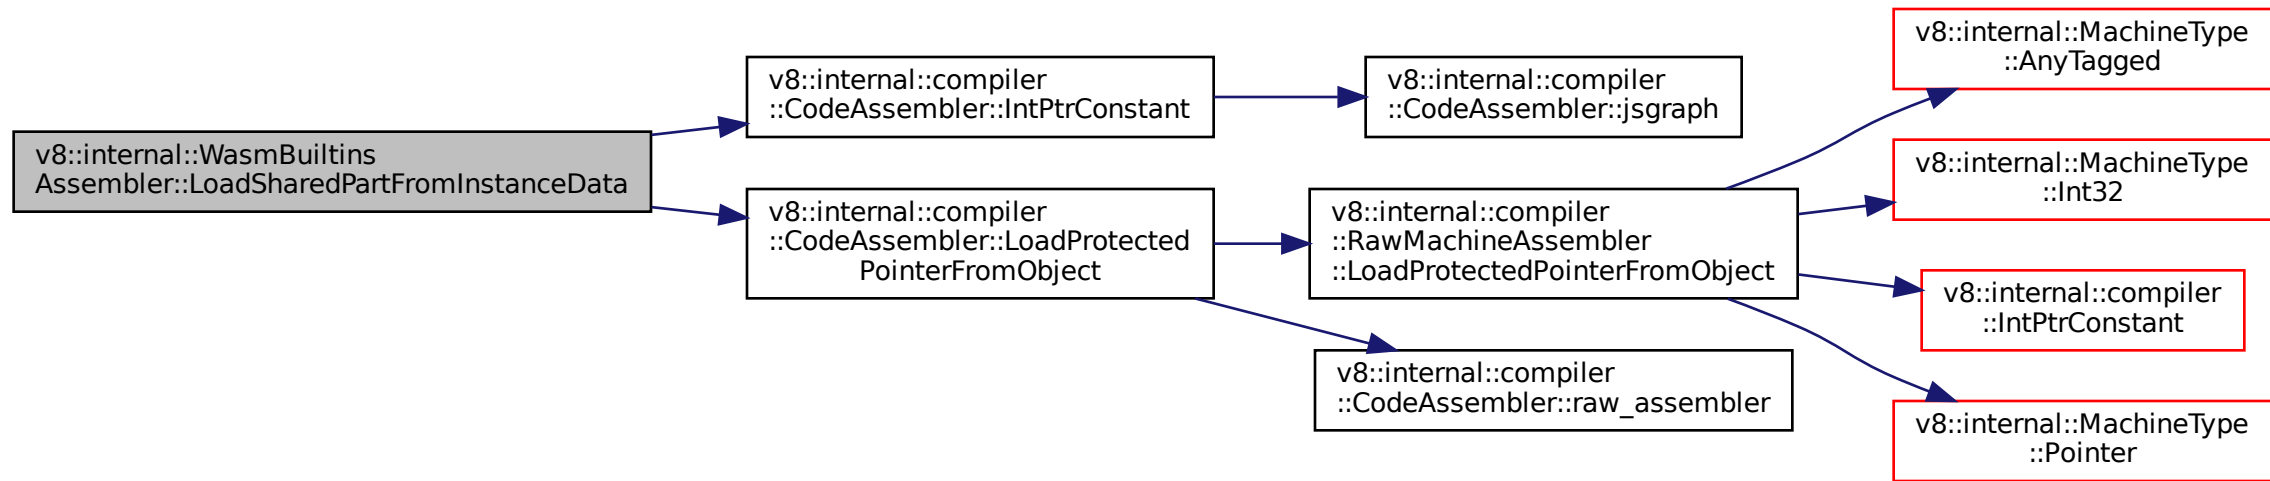 v8::internal::WasmBuiltins
Assembler::LoadSharedPartFromInstanceData
v8::internal::compiler
::CodeAssembler::IntPtrConstant
v8::internal::compiler
::CodeAssembler::jsgraph
v8::internal::compiler
::CodeAssembler::LoadProtected
PointerFromObject
v8::internal::compiler
::RawMachineAssembler
::LoadProtectedPointerFromObject
v8::internal::MachineType
::AnyTagged
v8::internal::MachineType
::Int32
v8::internal::compiler
::IntPtrConstant
v8::internal::MachineType
::Pointer
v8::internal::compiler
::CodeAssembler::raw_assembler